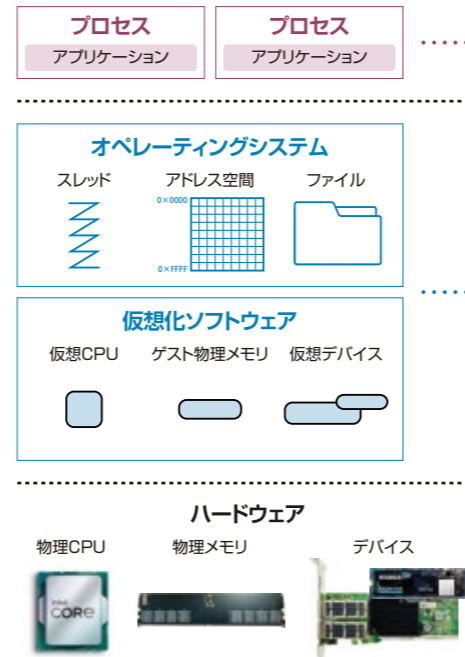 プロセス
アプリケーション
プロセス
アプリケーション
オペレーティングシステム
スレッド
アドレス空間
ファイル
0×0000
0×FFFF
仮想化ソフトウェア
仮想CPU
ゲスト物理メモリ
仮想デバイス
ハードウェア
物理CPU
物理メモリ
デバイス
intel
CORE